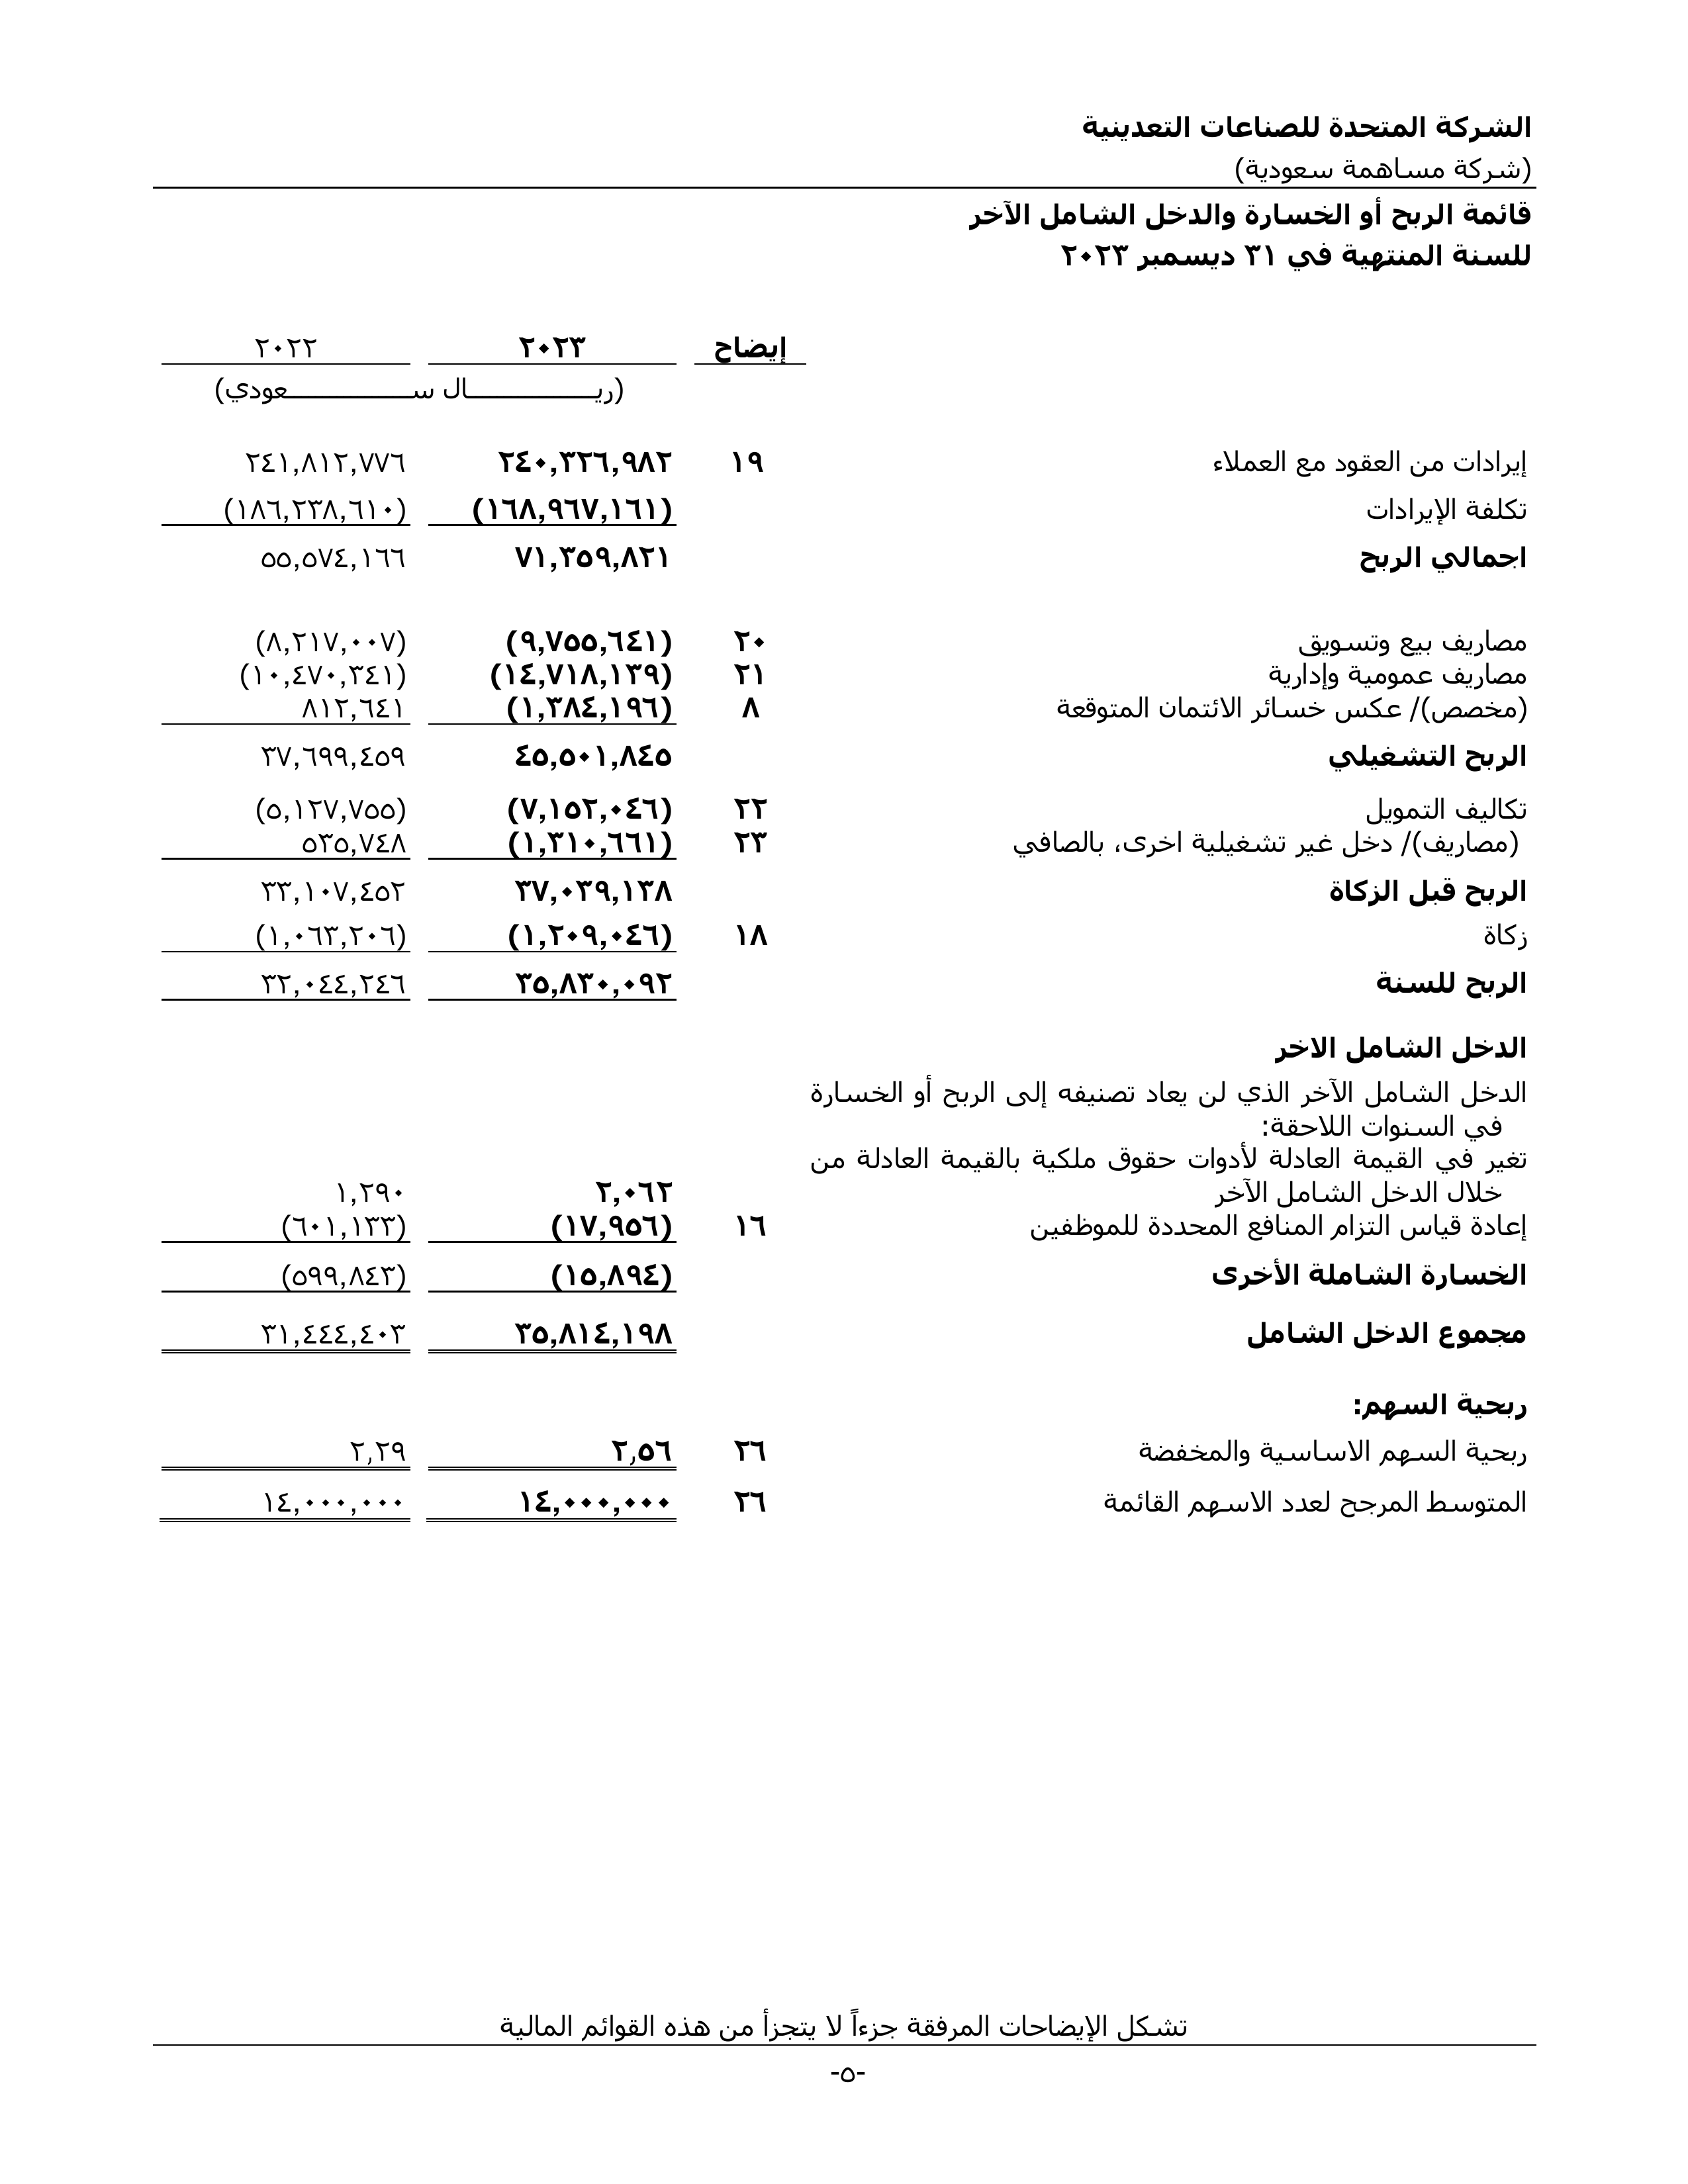 الشركة المتحدة للصناعات التعدينية
(شركة مساهمة سعودية)
قائمة الربح أو الخسارة والدخل الشامل الآخر
للسنة المنتهية في ٣١ ديسمبر ٢٠٢٣
إيضاح ٢٠٢٣ ٢٠٢٢
(ريـــــــــــــــال ســـــــــــــــعودي)
إيرادات من العقود مع العملاء ١٩ ٢٤٠,٣٢٦,٩٨٢ ٢٤١,٨١٢,٧٧٦
تكلفة الإيرادات (١٦٨,٩٦٧,١٦١) (١٨٦,٢٣٨,٦١٠)
اجمالي الربح ٧١,٣٥٩,٨٢١ ٥٥,٥٧٤,١٦٦
مصاريف بيع وتسويق ٢٠ (٩,٧٥٥,٦٤١) (٨,٢١٧,٠٠٧)
مصاريف عمومية وإدارية ٢١ (١٤,٧١٨,١٣٩) (١٠,٤٧٠,٣٤١)
(مخصص)/ عكس خسائر الائتمان المتوقعة ٨ (١,٣٨٤,١٩٦) ٨١٢,٦٤١
الربح التشغيلي ٤٥,٥٠١,٨٤٥ ٣٧,٦٩٩,٤٥٩
تكاليف التمويل ٢٢ (٧,١٥٢,٠٤٦) (٥,١٢٧,٧٥٥)
(مصاريف)/ دخل غير تشغيلية اخرى، بالصافي ٢٣ (١,٣١٠,٦٦١) ٥٣٥,٧٤٨
الربح قبل الزكاة ٣٧,٠٣٩,١٣٨ ٣٣,١٠٧,٤٥٢
زكاة ١٨ (١,٢٠٩,٠٤٦) (١,٠٦٣,٢٠٦)
الربح للسنة ٣٥,٨٣٠,٠٩٢ ٣٢,٠٤٤,٢٤٦
الدخل الشامل الاخر
الدخل الشامل الآخر الذي لن يعاد تصنيفه إلى الربح أو الخسارة
في السنوات اللاحقة:
تغير في القيمة العادلة لأدوات حقوق ملكية بالقيمة العادلة من
خلال الدخل الشامل الآخر ٢,٠٦٢ ١,٢٩٠
إعادة قياس التزام المنافع المحددة للموظفين ١٦ (١٧,٩٥٦) (٦٠١,١٣٣)
الخسارة الشاملة الأخرى (١٥,٨٩٤) (٥٩٩,٨٤٣)
مجموع الدخل الشامل ٣٥,٨١٤,١٩٨ ٣١,٤٤٤,٤٠٣
ربحية السهم:
ربحية السهم الاساسية والمخفضة ٢٦ ٢,٥٦ ٢,٢٩
المتوسط المرجح لعدد الاسهم القائمة ٢٦ ١٤,٠٠٠,٠٠٠ ١٤,٠٠٠,٠٠٠
تشكل الإيضاحات المرفقة جزءاً لا يتجزأ من هذه القوائم المالية
-٥-